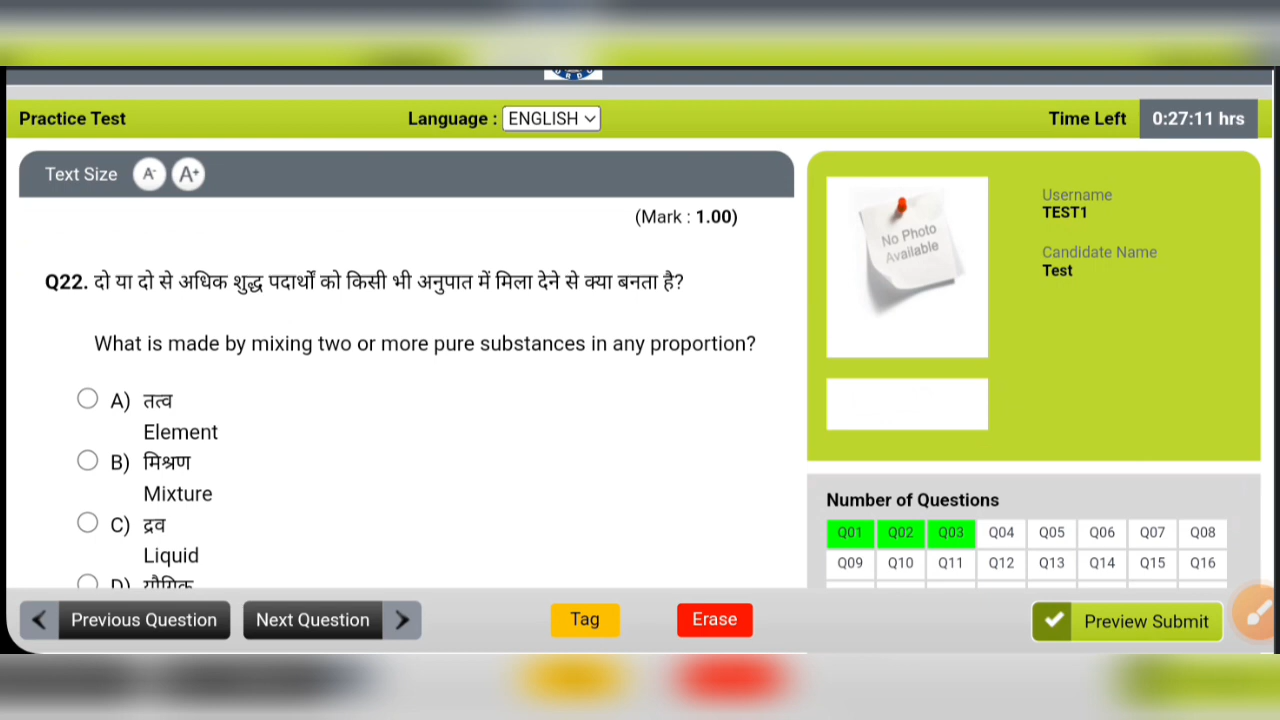 Practice Test
Language : ENGLISH
Time Left 0:27:11 hrs
Text Size A- A+
(Mark : 1.00)
Q22. दो या दो से अधिक शुद्ध पदार्थों को किसी भी अनुपात में मिला देने से क्या बनता है?
What is made by mixing two or more pure substances in any proportion?
A) तत्व
Element
B) मिश्रण
Mixture
C) द्रव
Liquid
D) यौगिक
No Photo
Available
Username
TEST1
Candidate Name
Test
Number of Questions
Q01 Q02 Q03 Q04 Q05 Q06 Q07 Q08
Q09 Q10 Q11 Q12 Q13 Q14 Q15 Q16
Previous Question Next Question Tag Erase Preview Submit